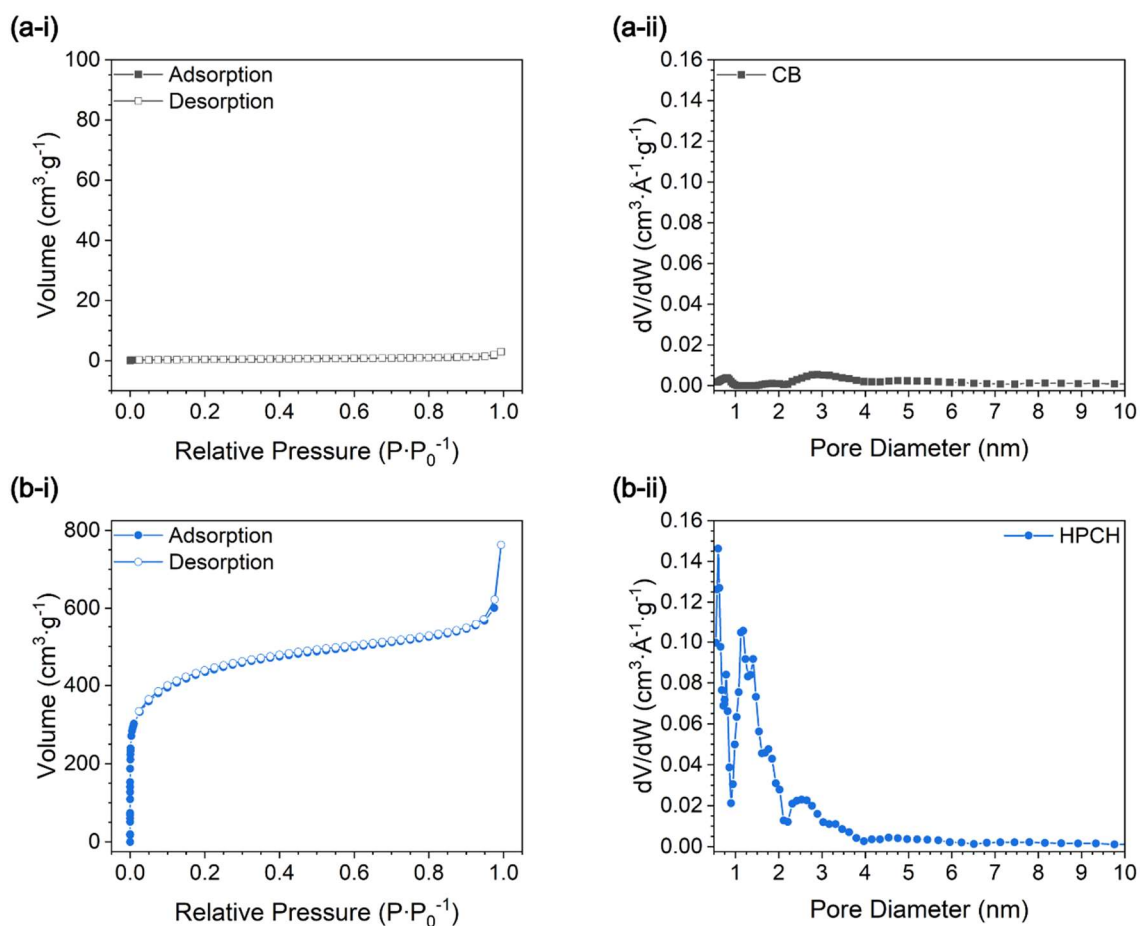 (a-i)
Adsorption
Desorption
100
80
60
40
20
0
Volume (cm³·g⁻¹)
0.0 0.2 0.4 0.6 0.8 1.0
Relative Pressure (P·P₀⁻¹)
(a-ii)
CB
0.16
0.14
0.12
0.10
0.08
0.06
0.04
0.02
0.00
dV/dW (cm³·Å⁻¹·g⁻¹)
1 2 3 4 5 6 7 8 9 10
Pore Diameter (nm)
(b-i)
Adsorption
Desorption
800
600
400
200
0
Volume (cm³·g⁻¹)
0.0 0.2 0.4 0.6 0.8 1.0
Relative Pressure (P·P₀⁻¹)
(b-ii)
HPCH
0.16
0.14
0.12
0.10
0.08
0.06
0.04
0.02
0.00
dV/dW (cm³·Å⁻¹·g⁻¹)
1 2 3 4 5 6 7 8 9 10
Pore Diameter (nm)